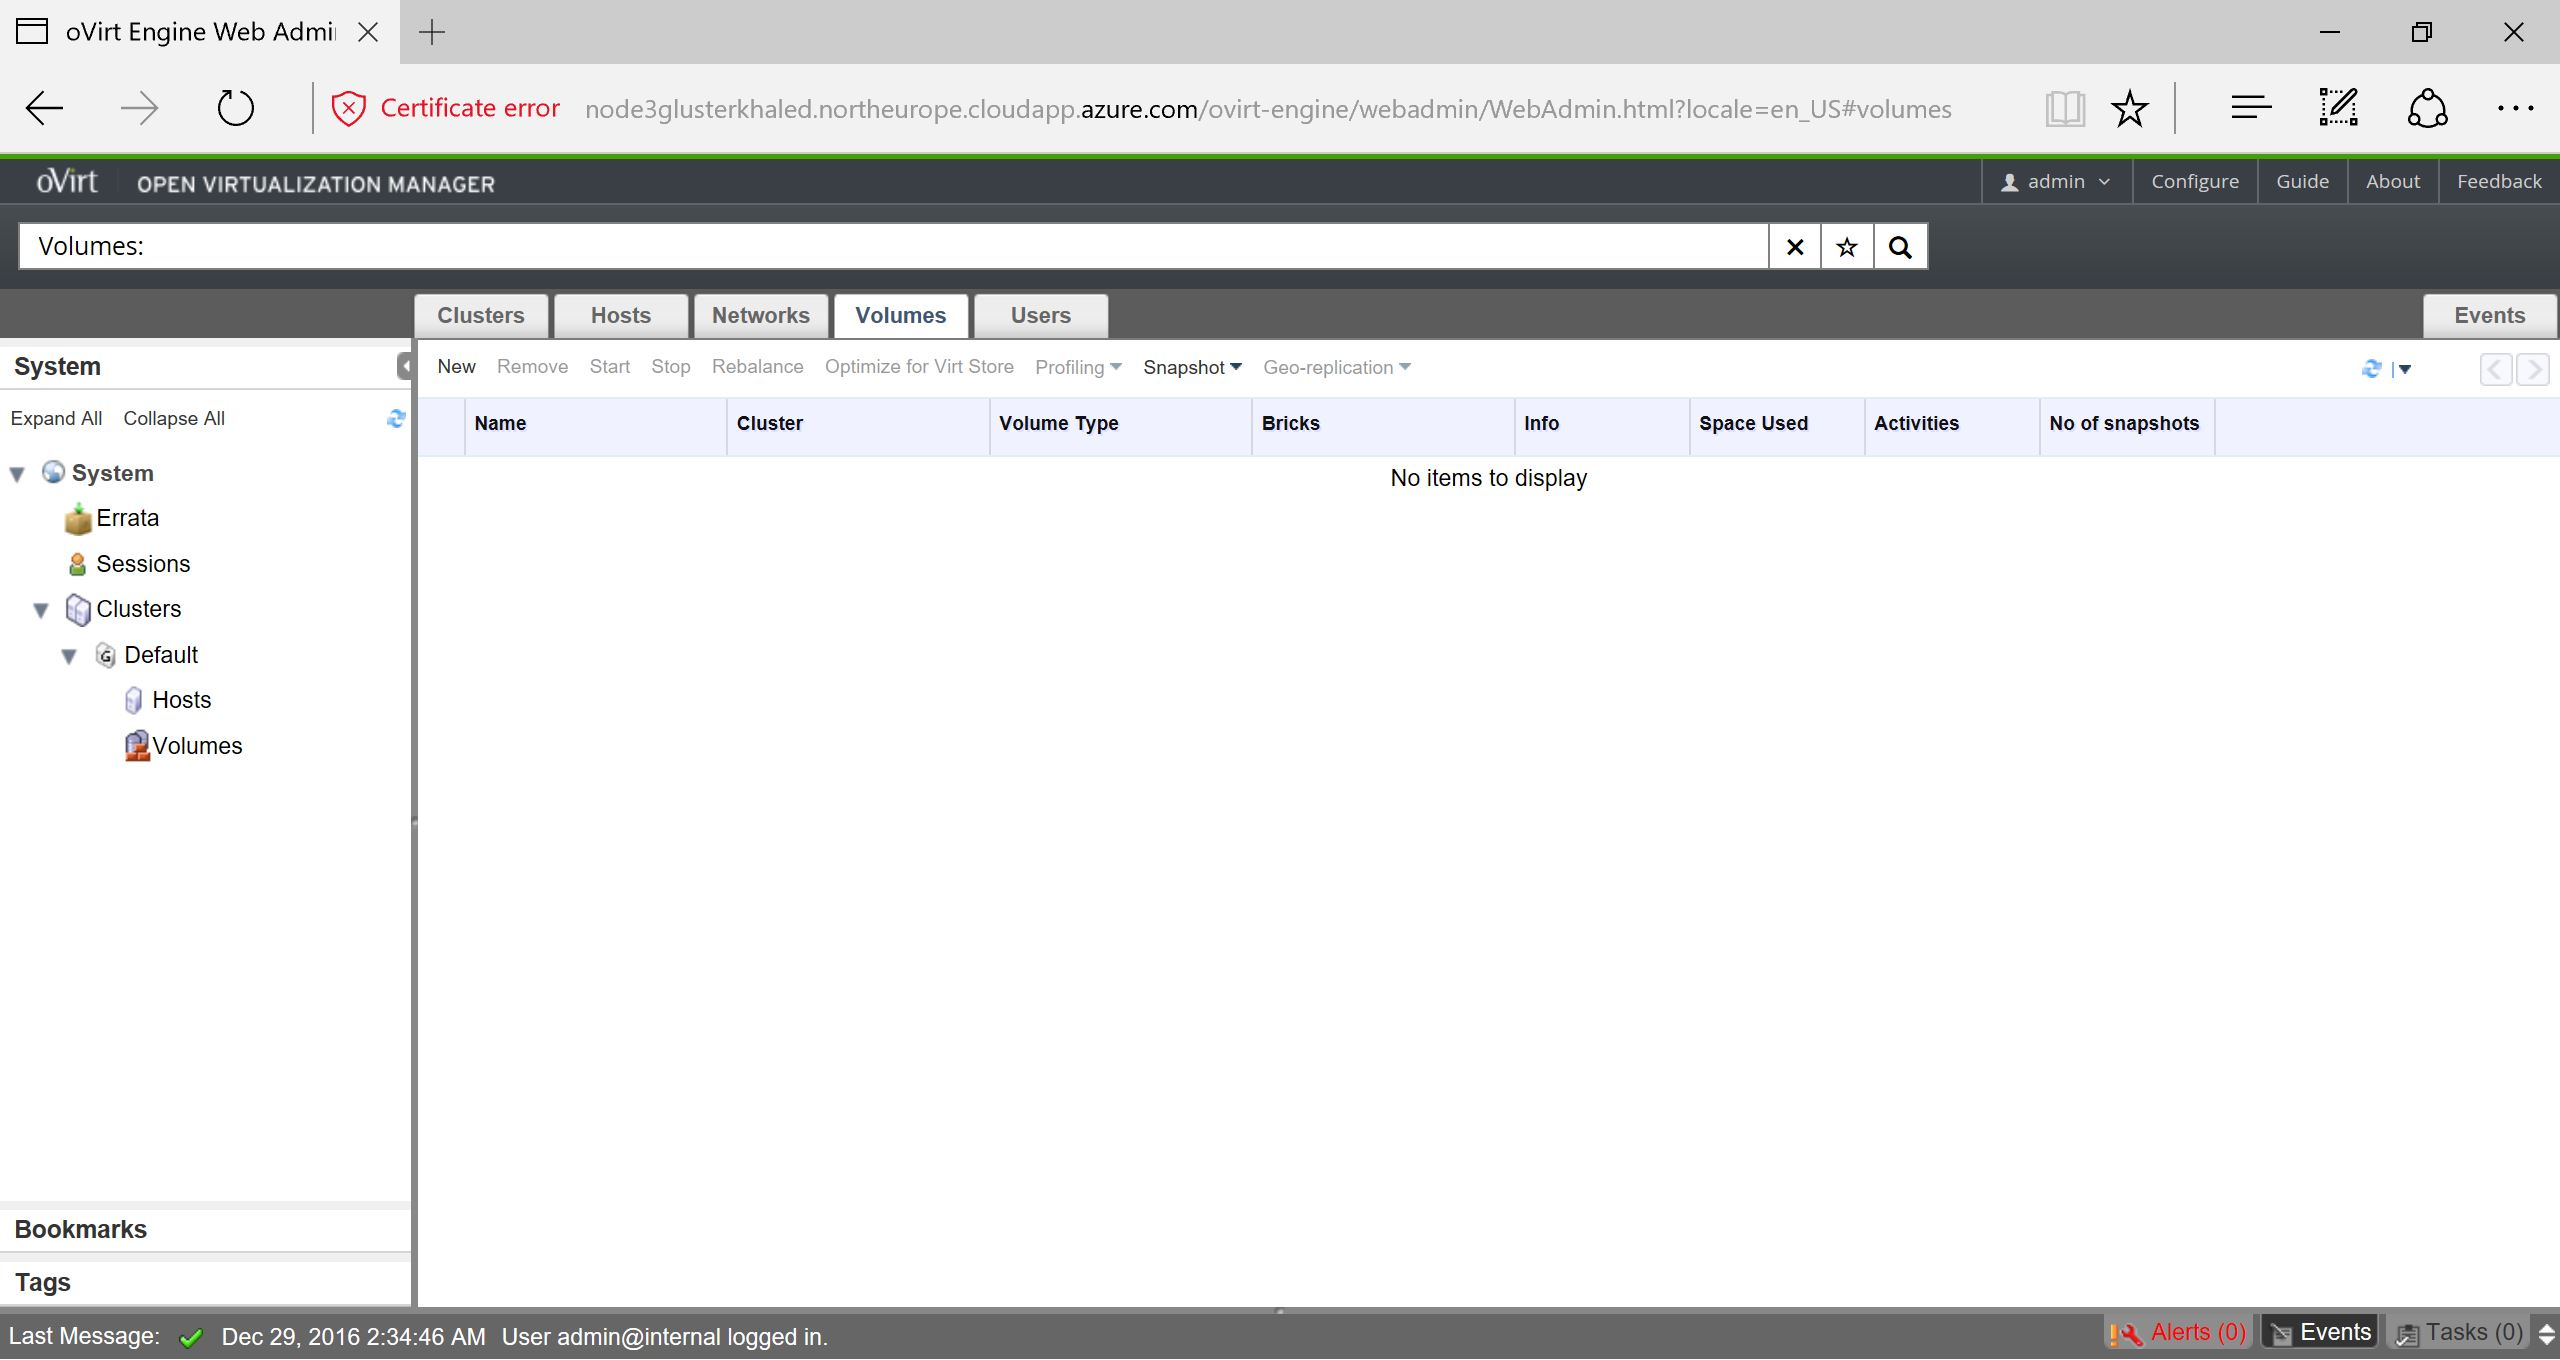 oVirt Engine Web Admi
Certificate error node3glusterkhaled.northeurope.cloudapp.azure.com/ovirt-engine/webadmin/WebAdmin.html?locale=en_US#volumes
oVirt OPEN VIRTUALIZATION MANAGER admin Configure Guide About Feedback
Volumes:
Clusters Hosts Networks Volumes Users Events
System
New Remove Start Stop Rebalance Optimize for Virt Store Profiling Snapshot Geo-replication
Expand All Collapse All
Name Cluster Volume Type Bricks Info Space Used Activities No of snapshots
No items to display
System
Errata
Sessions
Clusters
Default
Hosts
Volumes
Bookmarks
Tags
Last Message: Dec 29, 2016 2:34:46 AM User admin@internal logged in. Alerts (0) Events Tasks (0)